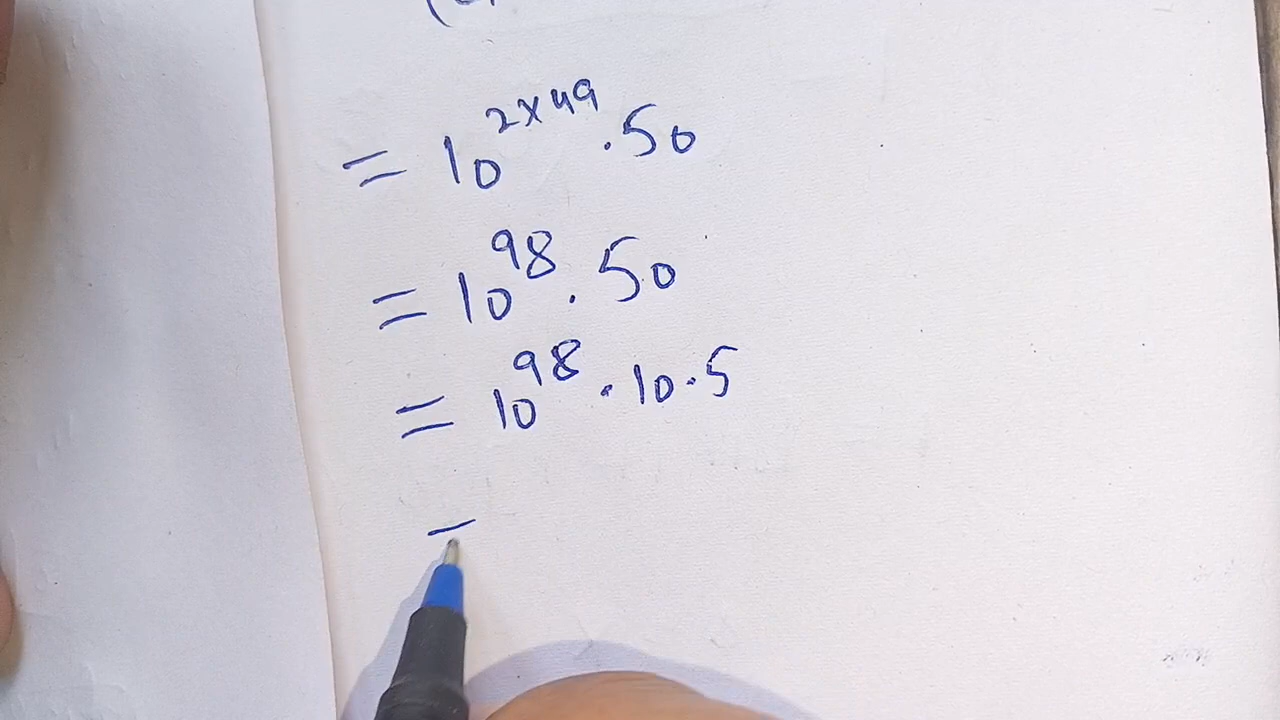 = 10^{2×49} . 50
= 10^{98} . 50
= 10^{98} . 10 . 5